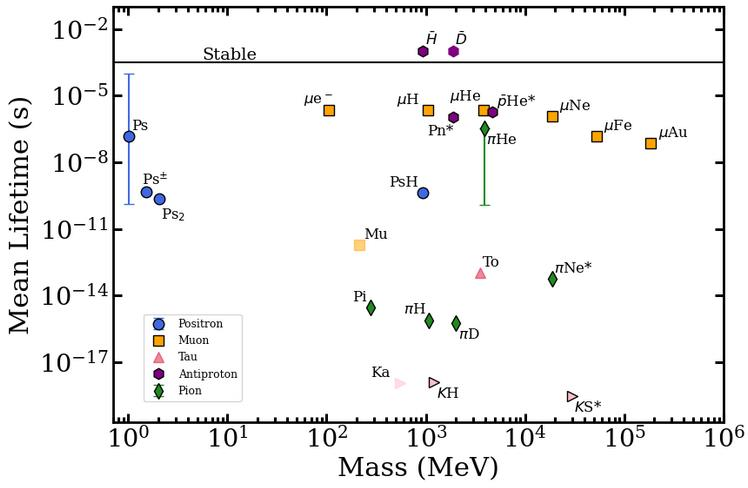 10⁻²
H̄ D̄
Stable
10⁻⁵
μe⁻ μH μHe p̄He* μNe
Ps Pn* πHe μFe μAu
10⁻⁸
Ps± PsH
Ps₂
10⁻¹¹
Mu
To πNe*
10⁻¹⁴
Pi πH πD
Positron
Muon
Tau
Antiproton
Pion
10⁻¹⁷
Ka KH KS*
10⁰ 10¹ 10² 10³ 10⁴ 10⁵ 10⁶
Mass (MeV)
Mean Lifetime (s)